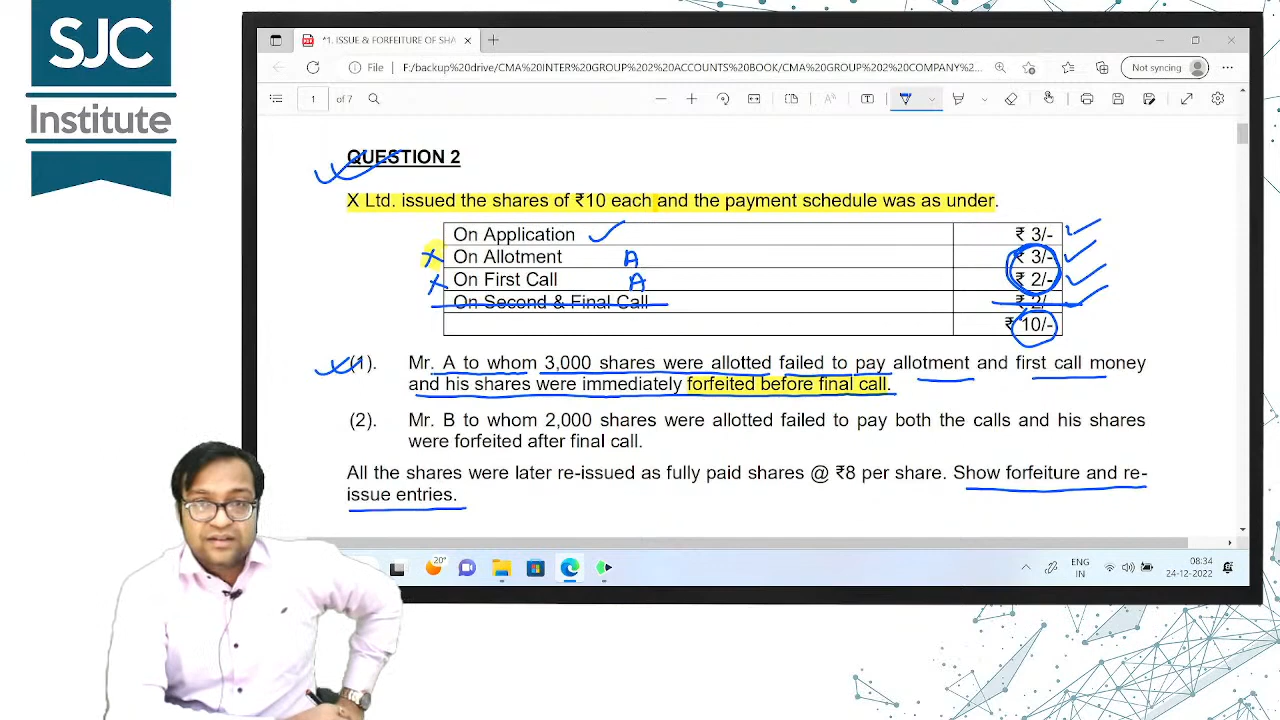 SJC
Institute
*1. ISSUE & FORFEITURE OF SHA
File
F:/backup%20drive/CMA%20INTER%20GROUP%202%20ACCOUNTS%20BOOK/CMA%20GROUP%202%20COMPANY%...
Not syncing
1 of 7
QUESTION 2
X Ltd. issued the shares of ₹10 each and the payment schedule was as under.
On Application ₹ 3/-
On Allotment A ₹ 3/-
On First Call A ₹ 2/-
On Second & Final Call ₹ 2/-
₹ 10/-
(1). Mr. A to whom 3,000 shares were allotted failed to pay allotment and first call money
and his shares were immediately forfeited before final call.
(2). Mr. B to whom 2,000 shares were allotted failed to pay both the calls and his shares
were forfeited after final call.
All the shares were later re-issued as fully paid shares @ ₹8 per share. Show forfeiture and re-
issue entries.
20°
ENG
IN
08:34
24-12-2022